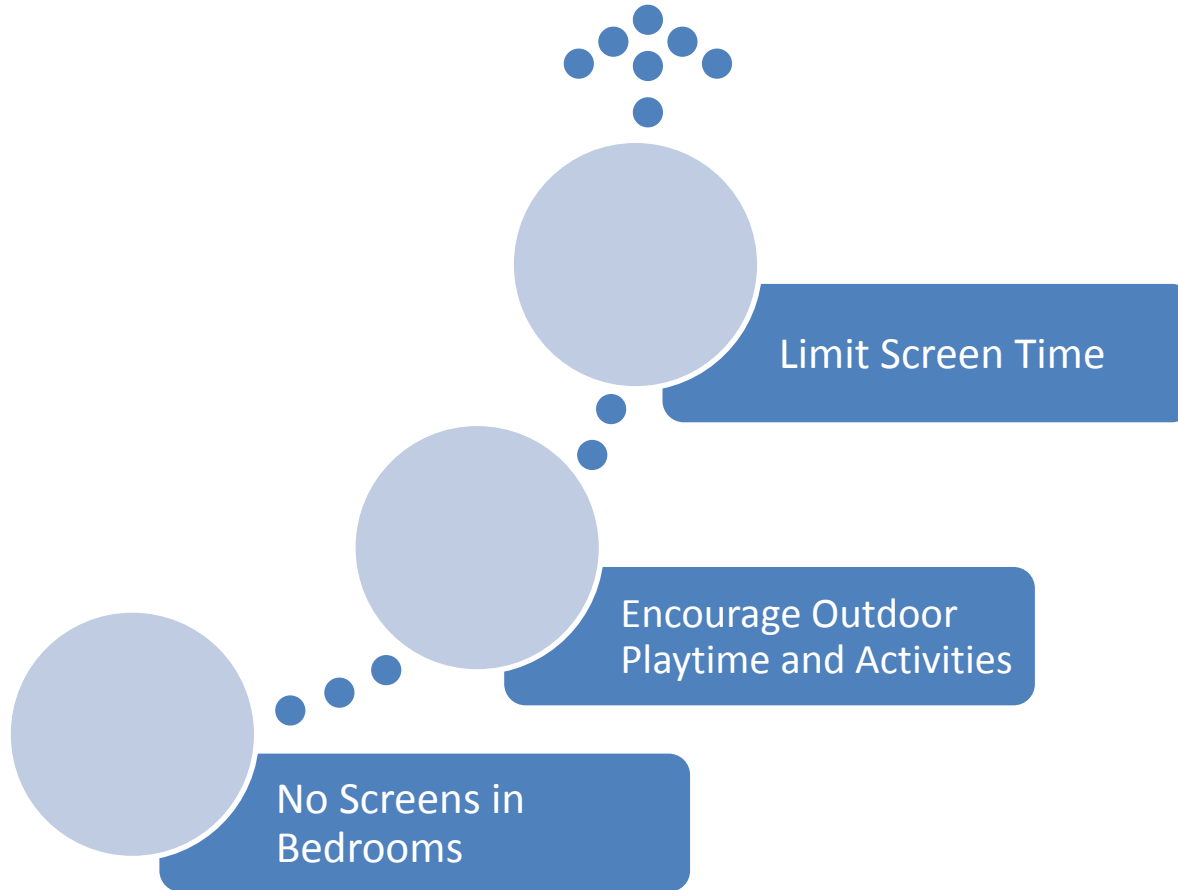 Limit Screen Time
Encourage Outdoor
Playtime and Activities
No Screens in
Bedrooms